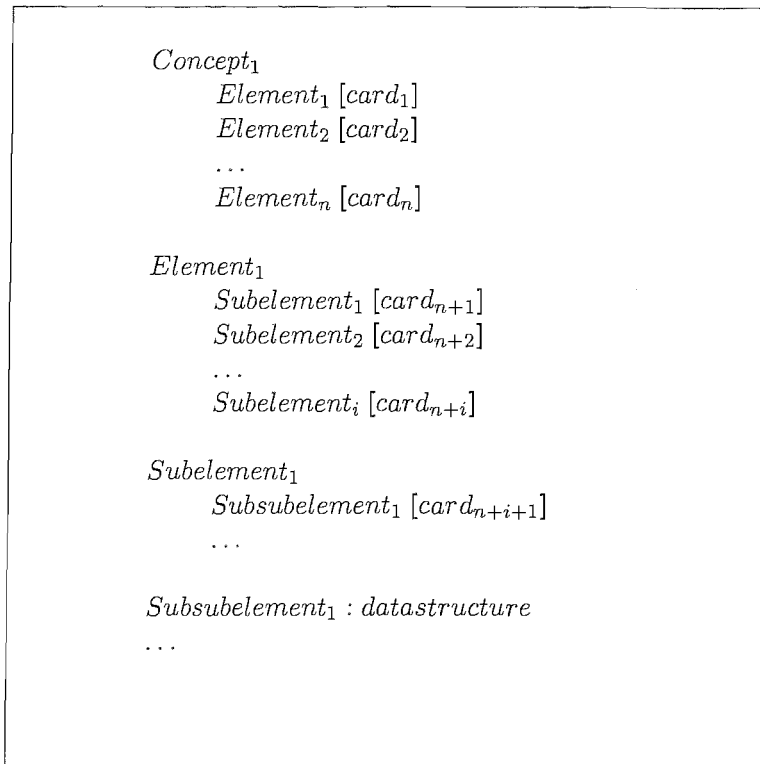 Concept₁
Element₁ [card₁]
Element₂ [card₂]
...
Elementₙ [cardₙ]
Element₁
Subelement₁ [cardₙ₊₁]
Subelement₂ [cardₙ₊₂]
...
Subelementᵢ [cardₙ₊ᵢ]
Subelement₁
Subsubelement₁ [cardₙ₊ᵢ₊₁]
...
Subsubelement₁ : datastructure
...